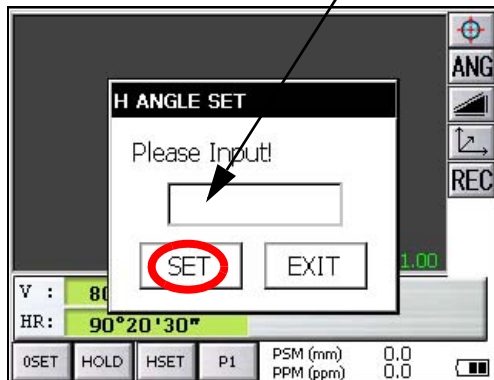 ANG
H ANGLE SET
Please Input!
REC
SET EXIT
1.00
V : 80
HR: 90°20'30"
0SET HOLD HSET P1 PSM (mm) 0.0
PPM (ppm) 0.0